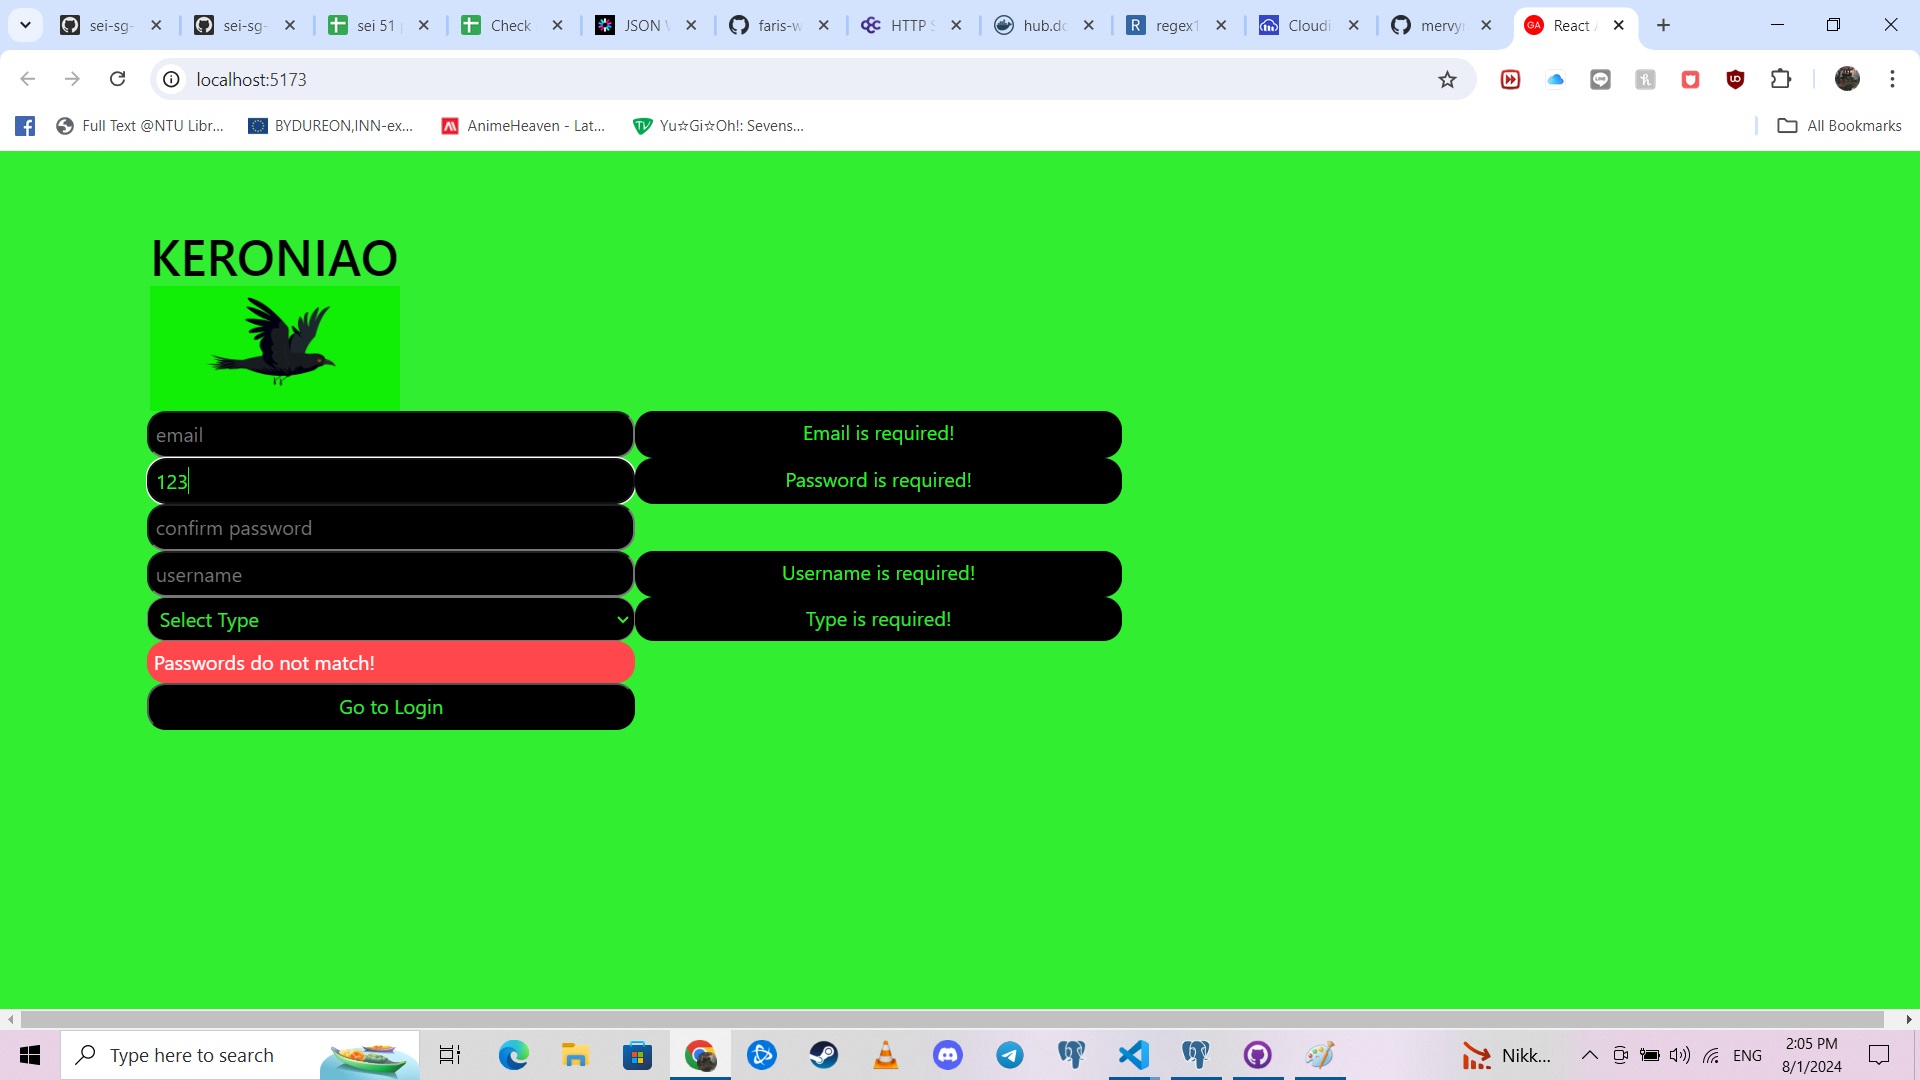 sei-sg-
sei-sg-
sei 51
Check
JSON
faris-w
HTTP S
hub.do
regex1
Cloudi
mervy
GA
React
localhost:5173
Full Text @NTU Libr...
BYDUREON,INN-ex...
AnimeHeaven - Lat...
Yu☆Gi☆Oh!: Sevens...
All Bookmarks
KERONIAO
email
Email is required!
123
Password is required!
confirm password
username
Username is required!
Select Type
Type is required!
Passwords do not match!
Go to Login
Type here to search
Nikk...
ENG
2:05 PM
8/1/2024